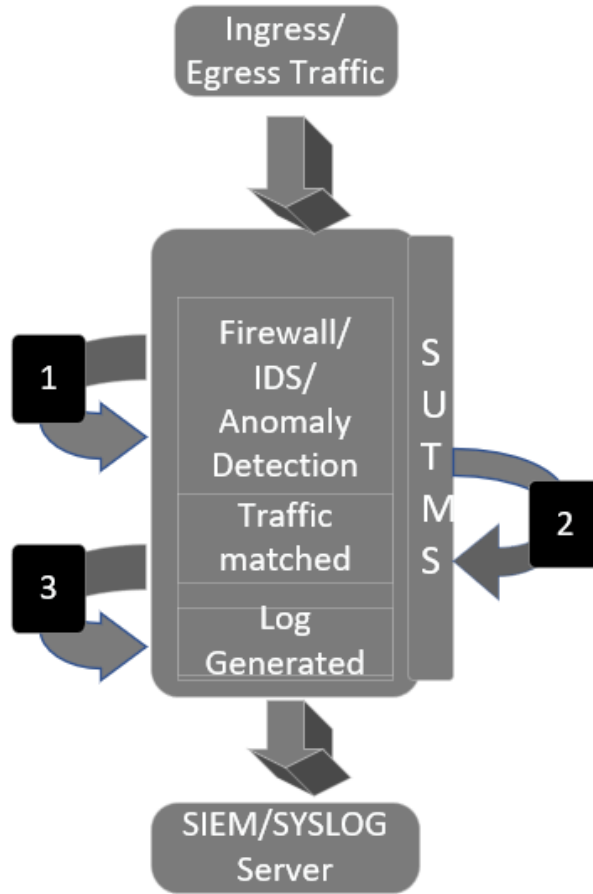 Ingress/
Egress Traffic
1
Firewall/
IDS/
Anomaly
Detection
S
U
T
M
S
2
Traffic
matched
3
Log
Generated
SIEM/SYSLOG
Server